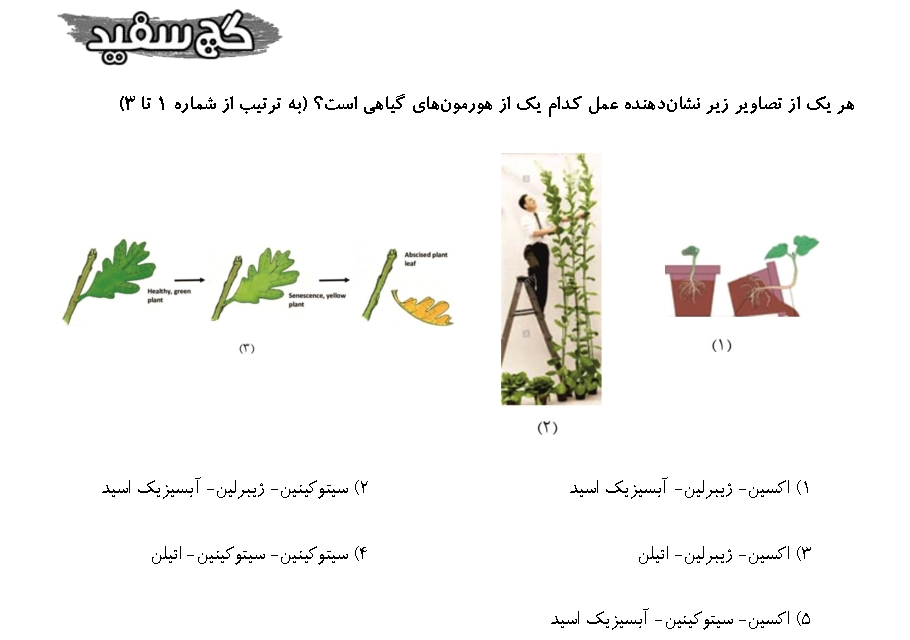 گچ سفید
هر یک از تصاویر زیر نشان‌دهنده عمل کدام یک از هورمون‌های گیاهی است؟ (به ترتیب از شماره ۱ تا ۳)
Healthy, green
plant
Senescence, yellow
plant
Abscised plant
leaf
(۳)
(۲)
(۱)
۱) اکسین- ژیبرلین- آبسیزیک اسید
۲) سیتوکینین- ژیبرلین- آبسیزیک اسید
۳) اکسین- ژیبرلین- اتیلن
۴) سیتوکینین- سیتوکینین- اتیلن
۵) اکسین- سیتوکینین- آبسیزیک اسید